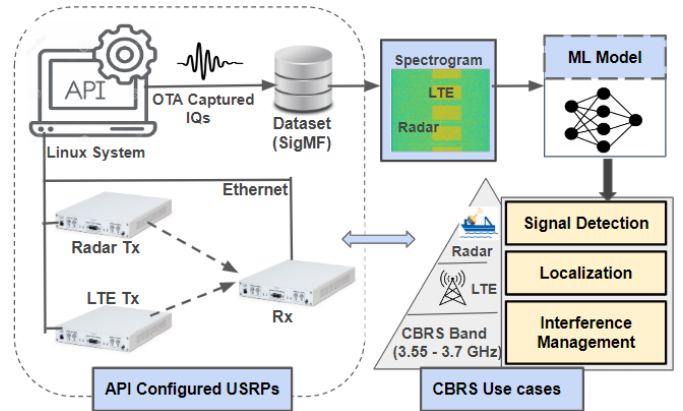 API
OTA Captured
IQs
Linux System
Dataset
(SigMF)
Spectrogram
LTE
Radar
ML Model
Ethernet
Radar Tx
LTE Tx
Rx
API Configured USRPs
Radar
LTE
CBRS Band
(3.55 - 3.7 GHz)
Signal Detection
Localization
Interference
Management
CBRS Use cases